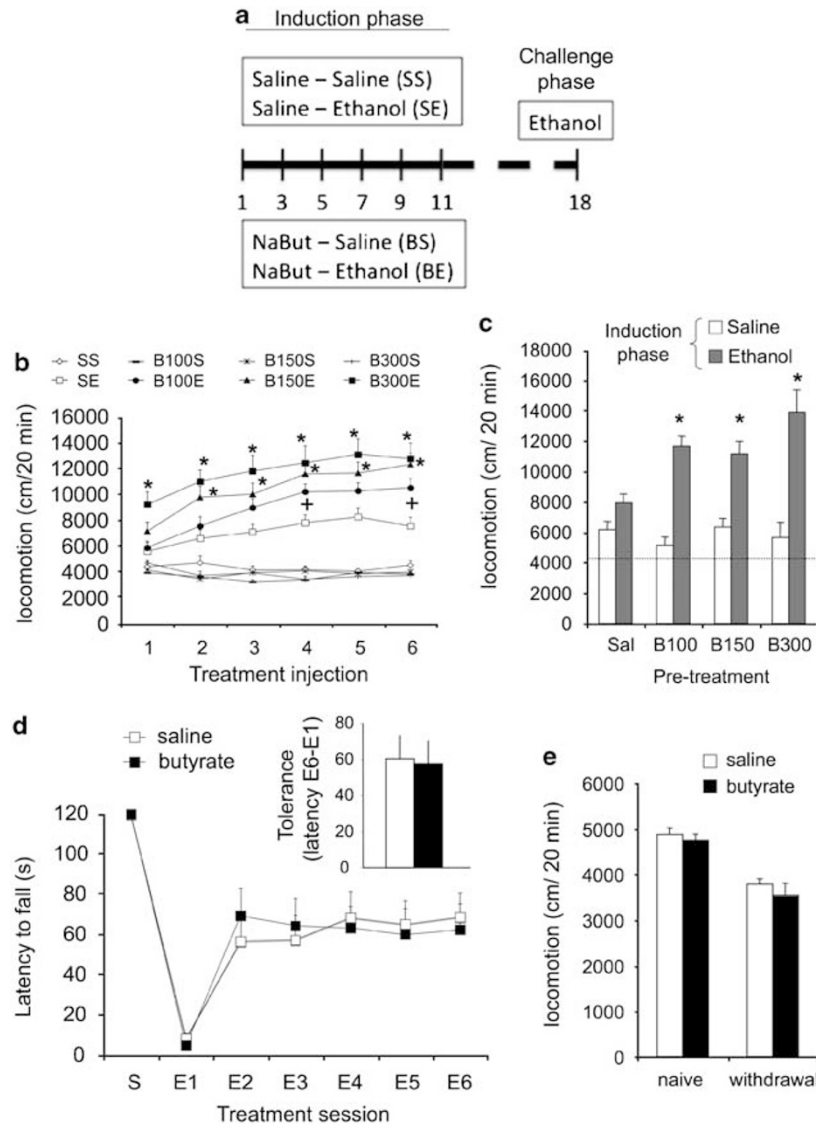 a
Induction phase
Saline – Saline (SS)
Saline – Ethanol (SE)
Challenge
phase
Ethanol
1 3 5 7 9 11 18
NaBut – Saline (BS)
NaBut – Ethanol (BE)
b
SS B100S B150S B300S
SE B100E B150E B300E
locomotion (cm/20 min)
16000
14000
12000
10000
8000
6000
4000
2000
0
* * * * * *
* * * * *
+ +
1 2 3 4 5 6
Treatment injection
c
Induction
phase
Saline
Ethanol
locomotion (cm/ 20 min)
18000
16000
14000
12000
10000
8000
6000
4000
2000
0
* * *
Sal B100 B150 B300
Pre-treatment
d
saline
butyrate
Latency to fall (s)
120
100
80
60
40
20
0
S E1 E2 E3 E4 E5 E6
Treatment session
Tolerance
(latency E6-E1)
80
60
40
20
0
e
saline
butyrate
locomotion (cm/ 20 min)
6000
5000
4000
3000
2000
1000
0
naive withdrawal